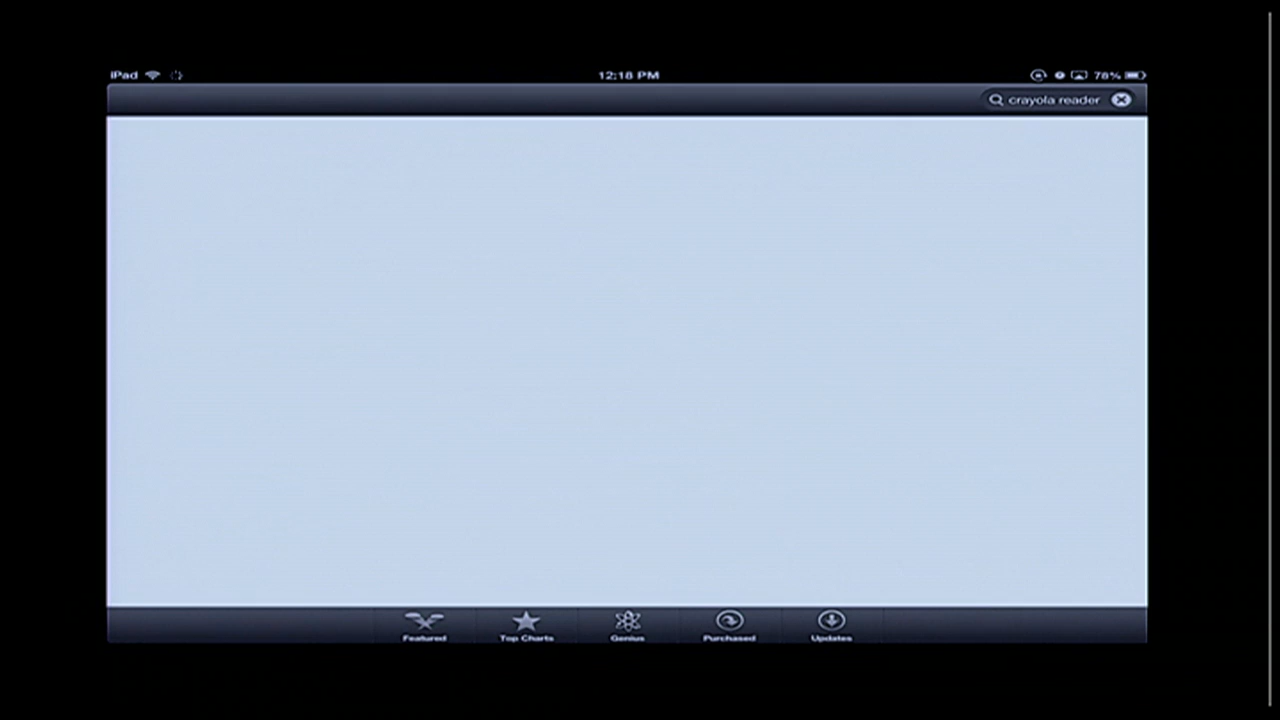 iPad 12:18 PM 78%
crayola reader
Featured Top Charts Genius Purchased Updates